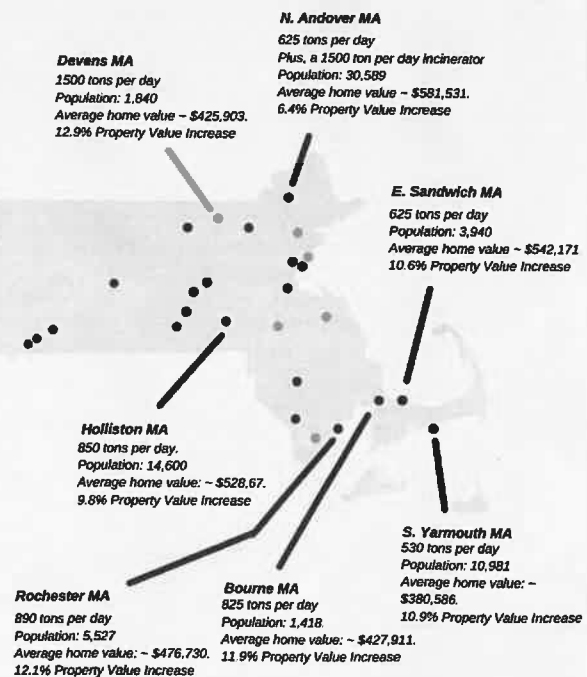 N. Andover MA
625 tons per day
Plus, a 1500 ton per day incinerator
Population: 30,589
Average home value ~ $581,531.
6.4% Property Value Increase
Devens MA
1500 tons per day
Population: 1,840
Average home value ~ $425,903.
12.9% Property Value Increase
E. Sandwich MA
625 tons per day
Population: 3,940
Average home value ~ $542,171
10.6% Property Value Increase
Holliston MA
850 tons per day.
Population: 14,600
Average home value: ~ $528,67.
9.8% Property Value Increase
S. Yarmouth MA
530 tons per day
Population: 10,981
Average home value: ~
$380,586.
10.9% Property Value Increase
Rochester MA
890 tons per day
Population: 5,527
Average home value: ~ $476,730.
12.1% Property Value Increase
Bourne MA
825 tons per day
Population: 1,418.
Average home value: ~ $427,911.
11.9% Property Value Increase